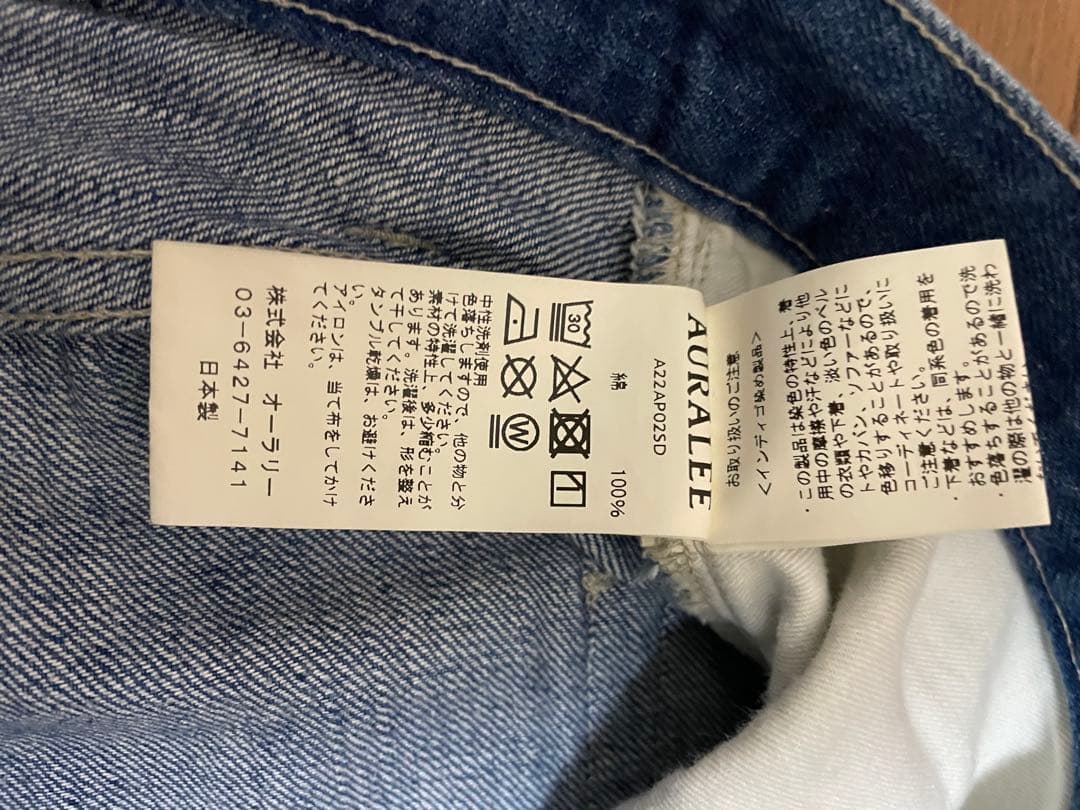 AURALEE
A22AP02SD
綿 100%
30
W
中性洗剤使用
色落ちしますので、他の物と分
けて洗濯してください。
素材の特性上、多少縮むことが
あります。洗濯後は、形を整え
て干してください。
タンブル乾燥は、お避けくださ
い。
アイロンは、当て布をしてかけ
てください。
株式会社 オーラリー
03-6427-7141
日本製
お取り扱いのご注意
<インディゴ染め製品>
・この製品は染色の特性上、着
用中の摩擦や汗などにより他
の衣類や下着、淡い色のベル
トやカバン、ソファーなどに
色移りすることがあるので、
コーディネートや取り扱いに
ご注意ください。
・下着などは、同系色の着用を
おすすめします。
・色落ちすることがあるので洗
濯の際は他の物と一緒に洗わ